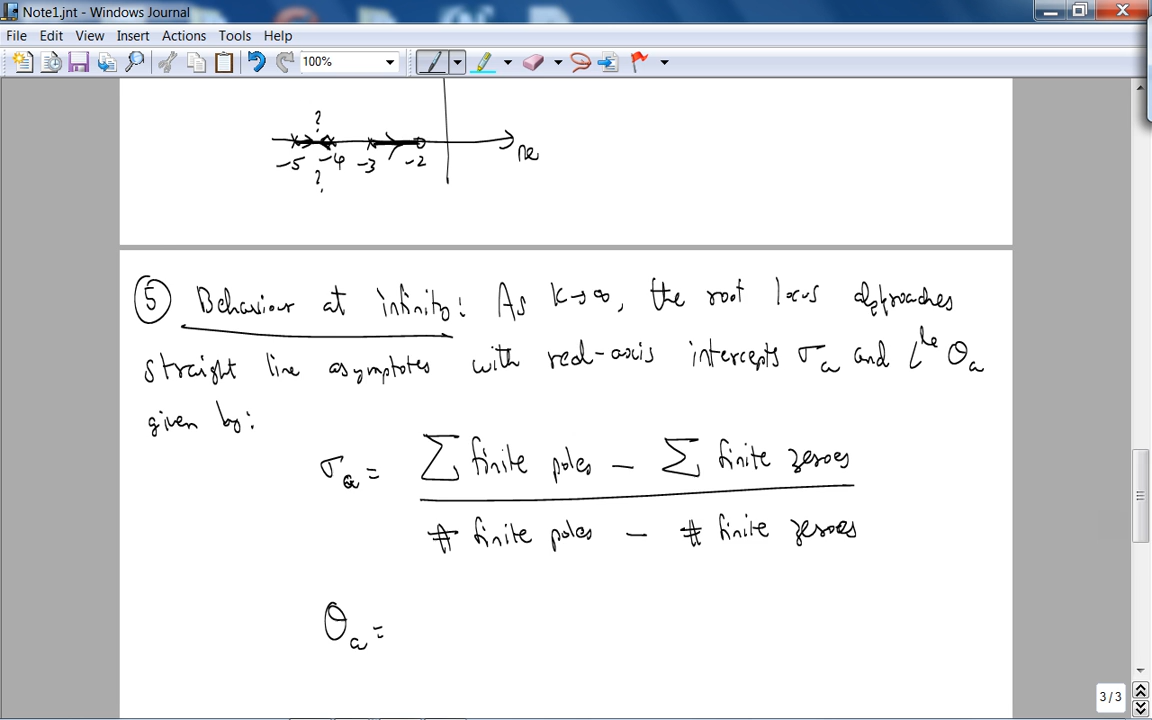 Note1.jnt - Windows Journal
File Edit View Insert Actions Tools Help
100%
?
-5 -4 -3 -2 Re
?
⑤ Behaviour at infinity: As K→∞, the root locus approaches
straight line asymptotes with real-axis intercepts σa and ∠le θa
given by:
σa = Σ finite poles - Σ finite zeroes
# finite poles - # finite zeroes
θa =
3 / 3